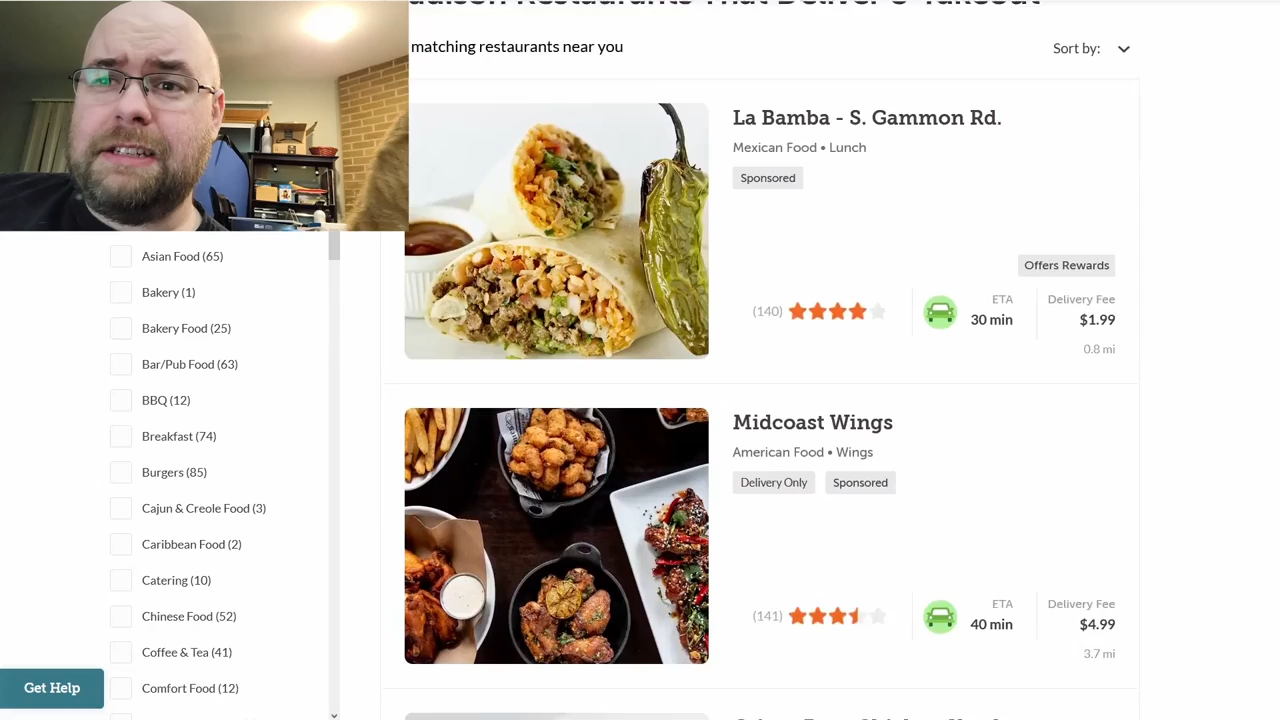 Restaurants That Deliver & Takeout
matching restaurants near you
Sort by:
La Bamba - S. Gammon Rd.
Mexican Food • Lunch
Sponsored
Offers Rewards
(140)
ETA
30 min
Delivery Fee
$1.99
0.8 mi
Midcoast Wings
American Food • Wings
Delivery Only
Sponsored
(141)
ETA
40 min
Delivery Fee
$4.99
3.7 mi
Asian Food (65)
Bakery (1)
Bakery Food (25)
Bar/Pub Food (63)
BBQ (12)
Breakfast (74)
Burgers (85)
Cajun & Creole Food (3)
Caribbean Food (2)
Catering (10)
Chinese Food (52)
Coffee & Tea (41)
Comfort Food (12)
Get Help